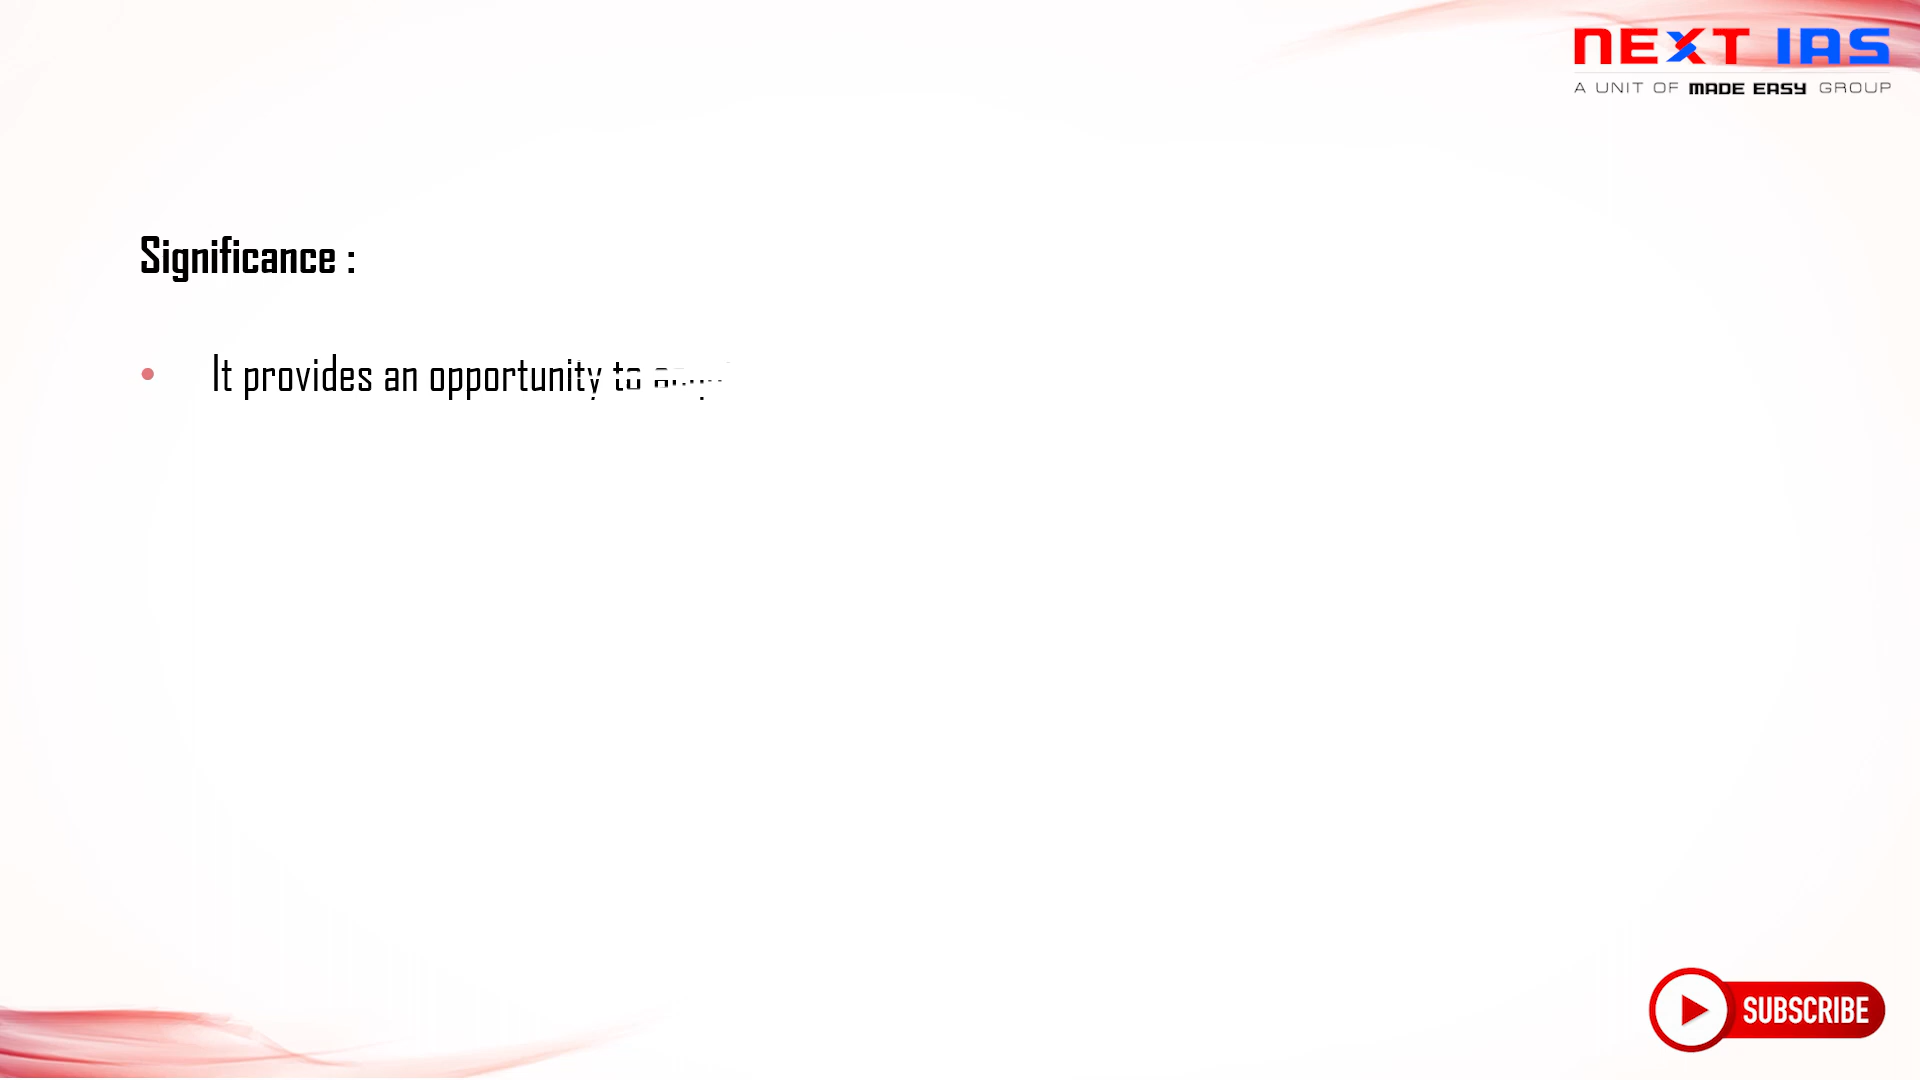 NEXT IAS
A UNIT OF MADE EASY GROUP
Significance :
• It provides an opportunity to
SUBSCRIBE